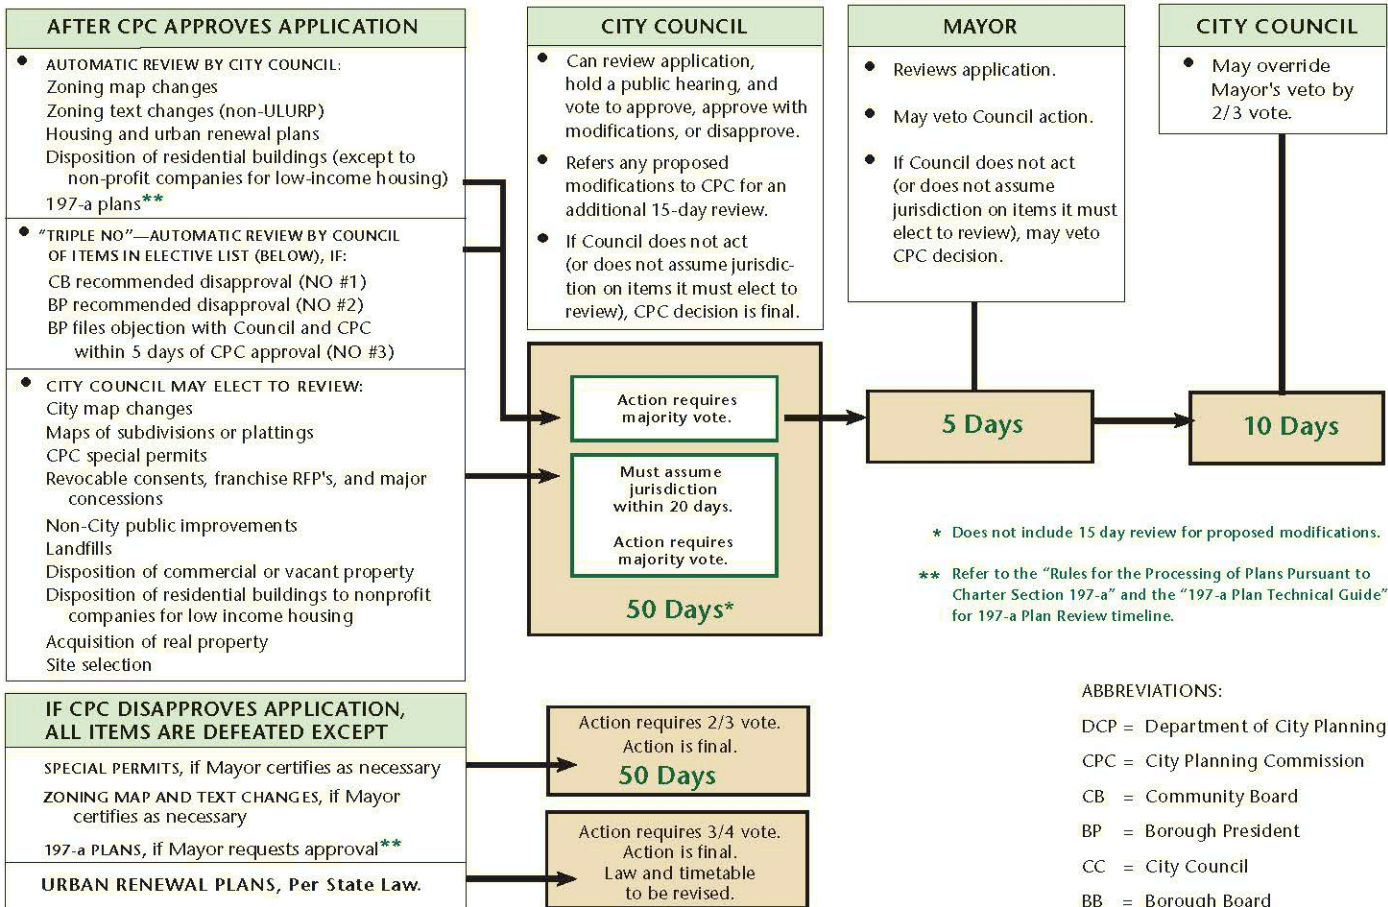 AFTER CPC APPROVES APPLICATION
• AUTOMATIC REVIEW BY CITY COUNCIL:
Zoning map changes
Zoning text changes (non-ULURP)
Housing and urban renewal plans
Disposition of residential buildings (except to
non-profit companies for low-income housing)
197-a plans**
• "TRIPLE NO"—AUTOMATIC REVIEW BY COUNCIL
OF ITEMS IN ELECTIVE LIST (BELOW), IF:
CB recommended disapproval (NO #1)
BP recommended disapproval (NO #2)
BP files objection with Council and CPC
within 5 days of CPC approval (NO #3)
• CITY COUNCIL MAY ELECT TO REVIEW:
City map changes
Maps of subdivisions or plattings
CPC special permits
Revocable consents, franchise RFP's, and major
concessions
Non-City public improvements
Landfills
Disposition of commercial or vacant property
Disposition of residential buildings to nonprofit
companies for low income housing
Acquisition of real property
Site selection
CITY COUNCIL
• Can review application,
hold a public hearing, and
vote to approve, approve with
modifications, or disapprove.
• Refers any proposed
modifications to CPC for an
additional 15-day review.
• If Council does not act
(or does not assume jurisdic-
tion on items it must elect to
review), CPC decision is final.
Action requires
majority vote.
Must assume
jurisdiction
within 20 days.
Action requires
majority vote.
50 Days*
MAYOR
• Reviews application.
• May veto Council action.
• If Council does not act
(or does not assume
jurisdiction on items it must
elect to review), may veto
CPC decision.
5 Days
CITY COUNCIL
• May override
Mayor's veto by
2/3 vote.
10 Days
* Does not include 15 day review for proposed modifications.
** Refer to the "Rules for the Processing of Plans Pursuant to
Charter Section 197-a" and the "197-a Plan Technical Guide"
for 197-a Plan Review timeline.
IF CPC DISAPPROVES APPLICATION,
ALL ITEMS ARE DEFEATED EXCEPT
SPECIAL PERMITS, if Mayor certifies as necessary
ZONING MAP AND TEXT CHANGES, if Mayor
certifies as necessary
197-a PLANS, if Mayor requests approval**
URBAN RENEWAL PLANS, Per State Law.
Action requires 2/3 vote.
Action is final.
50 Days
Action requires 3/4 vote.
Action is final.
Law and timetable
to be revised.
ABBREVIATIONS:
DCP = Department of City Planning
CPC = City Planning Commission
CB = Community Board
BP = Borough President
CC = City Council
BB = Borough Board